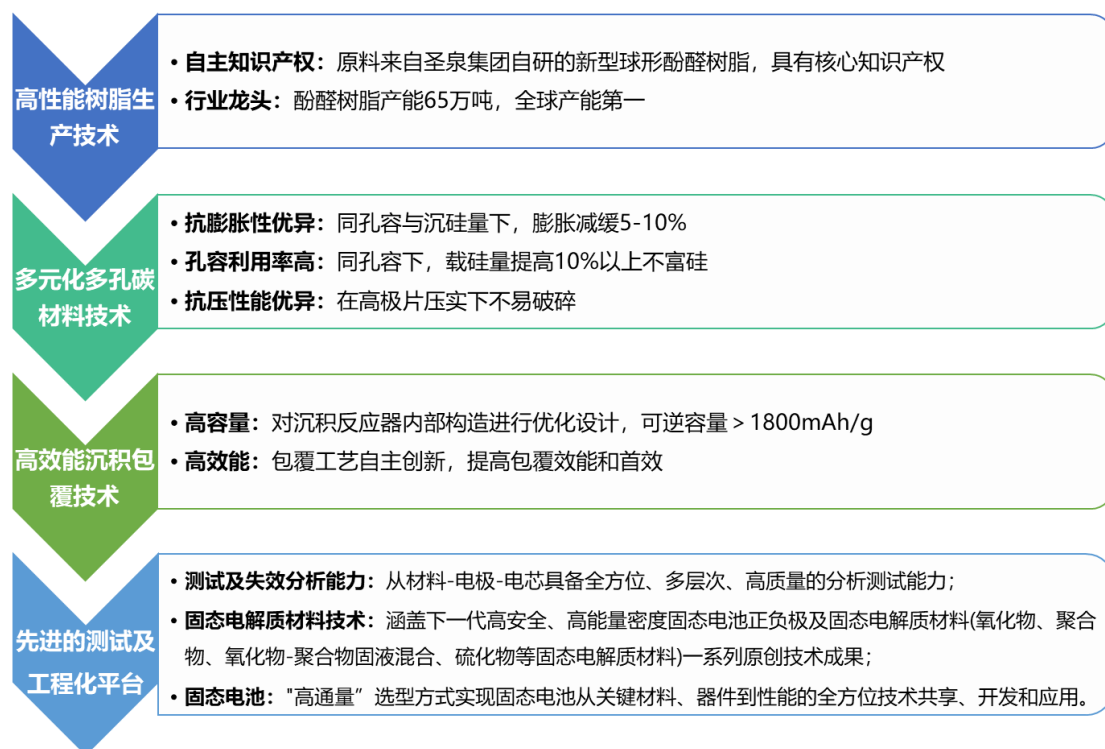 高性能树脂生
产技术
• 自主知识产权：原料来自圣泉集团自研的新型球形酚醛树脂，具有核心知识产权
• 行业龙头：酚醛树脂产能65万吨，全球产能第一
多元化多孔碳
材料技术
• 抗膨胀性优异：同孔容与沉硅量下，膨胀减缓5-10%
• 孔容利用率高：同孔容下，载硅量提高10%以上不富硅
• 抗压性能优异：在高极片压实下不易破碎
高效能沉积包
覆技术
• 高容量：对沉积反应器内部构造进行优化设计，可逆容量＞1800mAh/g
• 高效能：包覆工艺自主创新，提高包覆效能和首效
先进的测试及
工程化平台
• 测试及失效分析能力：从材料-电极-电芯具备全方位、多层次、高质量的分析测试能力；
• 固态电解质材料技术：涵盖下一代高安全、高能量密度固态电池正负极及固态电解质材料(氧化物、聚合
物、氧化物-聚合物固液混合、硫化物等固态电解质材料)一系列原创技术成果；
• 固态电池："高通量”选型方式实现固态电池从关键材料、器件到性能的全方位技术共享、开发和应用。